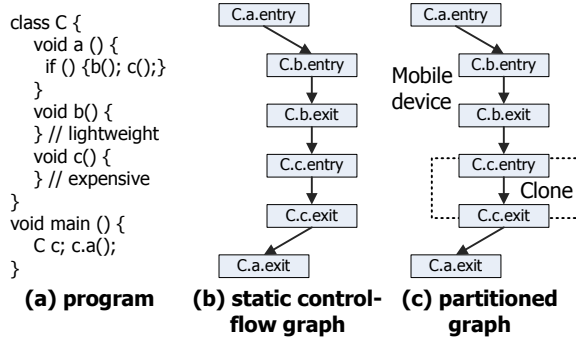 class C {
void a () {
if () {b(); c();}
}
void b() {
} // lightweight
void c() {
} // expensive
}
void main () {
C c; c.a();
}
(a) program
C.a.entry
C.b.entry
C.b.exit
C.c.entry
C.c.exit
C.a.exit
(b) static control-
flow graph
C.a.entry
C.b.entry
Mobile
device
C.b.exit
C.c.entry
Clone
C.c.exit
C.a.exit
(c) partitioned
graph